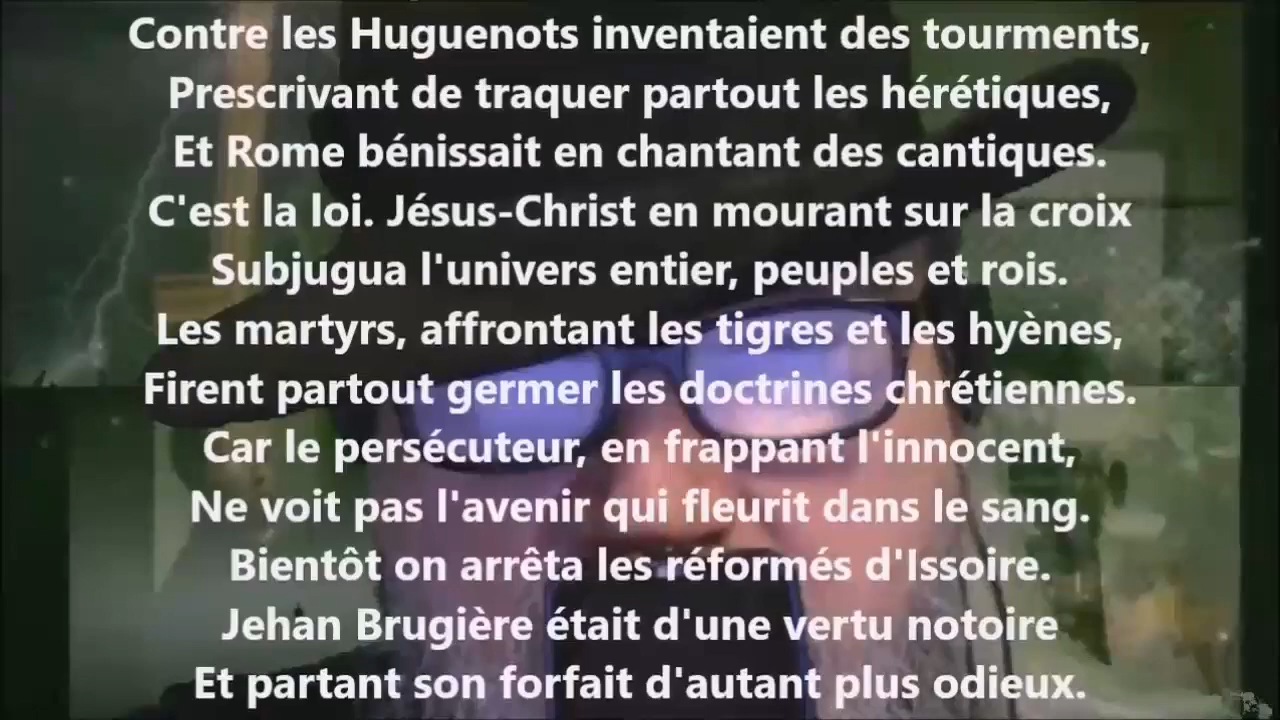 Contre les Huguenots inventaient des tourments,
Prescrivant de traquer partout les hérétiques,
Et Rome bénissait en chantant des cantiques.
C'est la loi. Jésus-Christ en mourant sur la croix
Subjugua l'univers entier, peuples et rois.
Les martyrs, affrontant les tigres et les hyènes,
Firent partout germer les doctrines chrétiennes.
Car le persécuteur, en frappant l'innocent,
Ne voit pas l'avenir qui fleurit dans le sang.
Bientôt on arrêta les réformés d'Issoire.
Jehan Brugière était d'une vertu notoire
Et partant son forfait d'autant plus odieux.